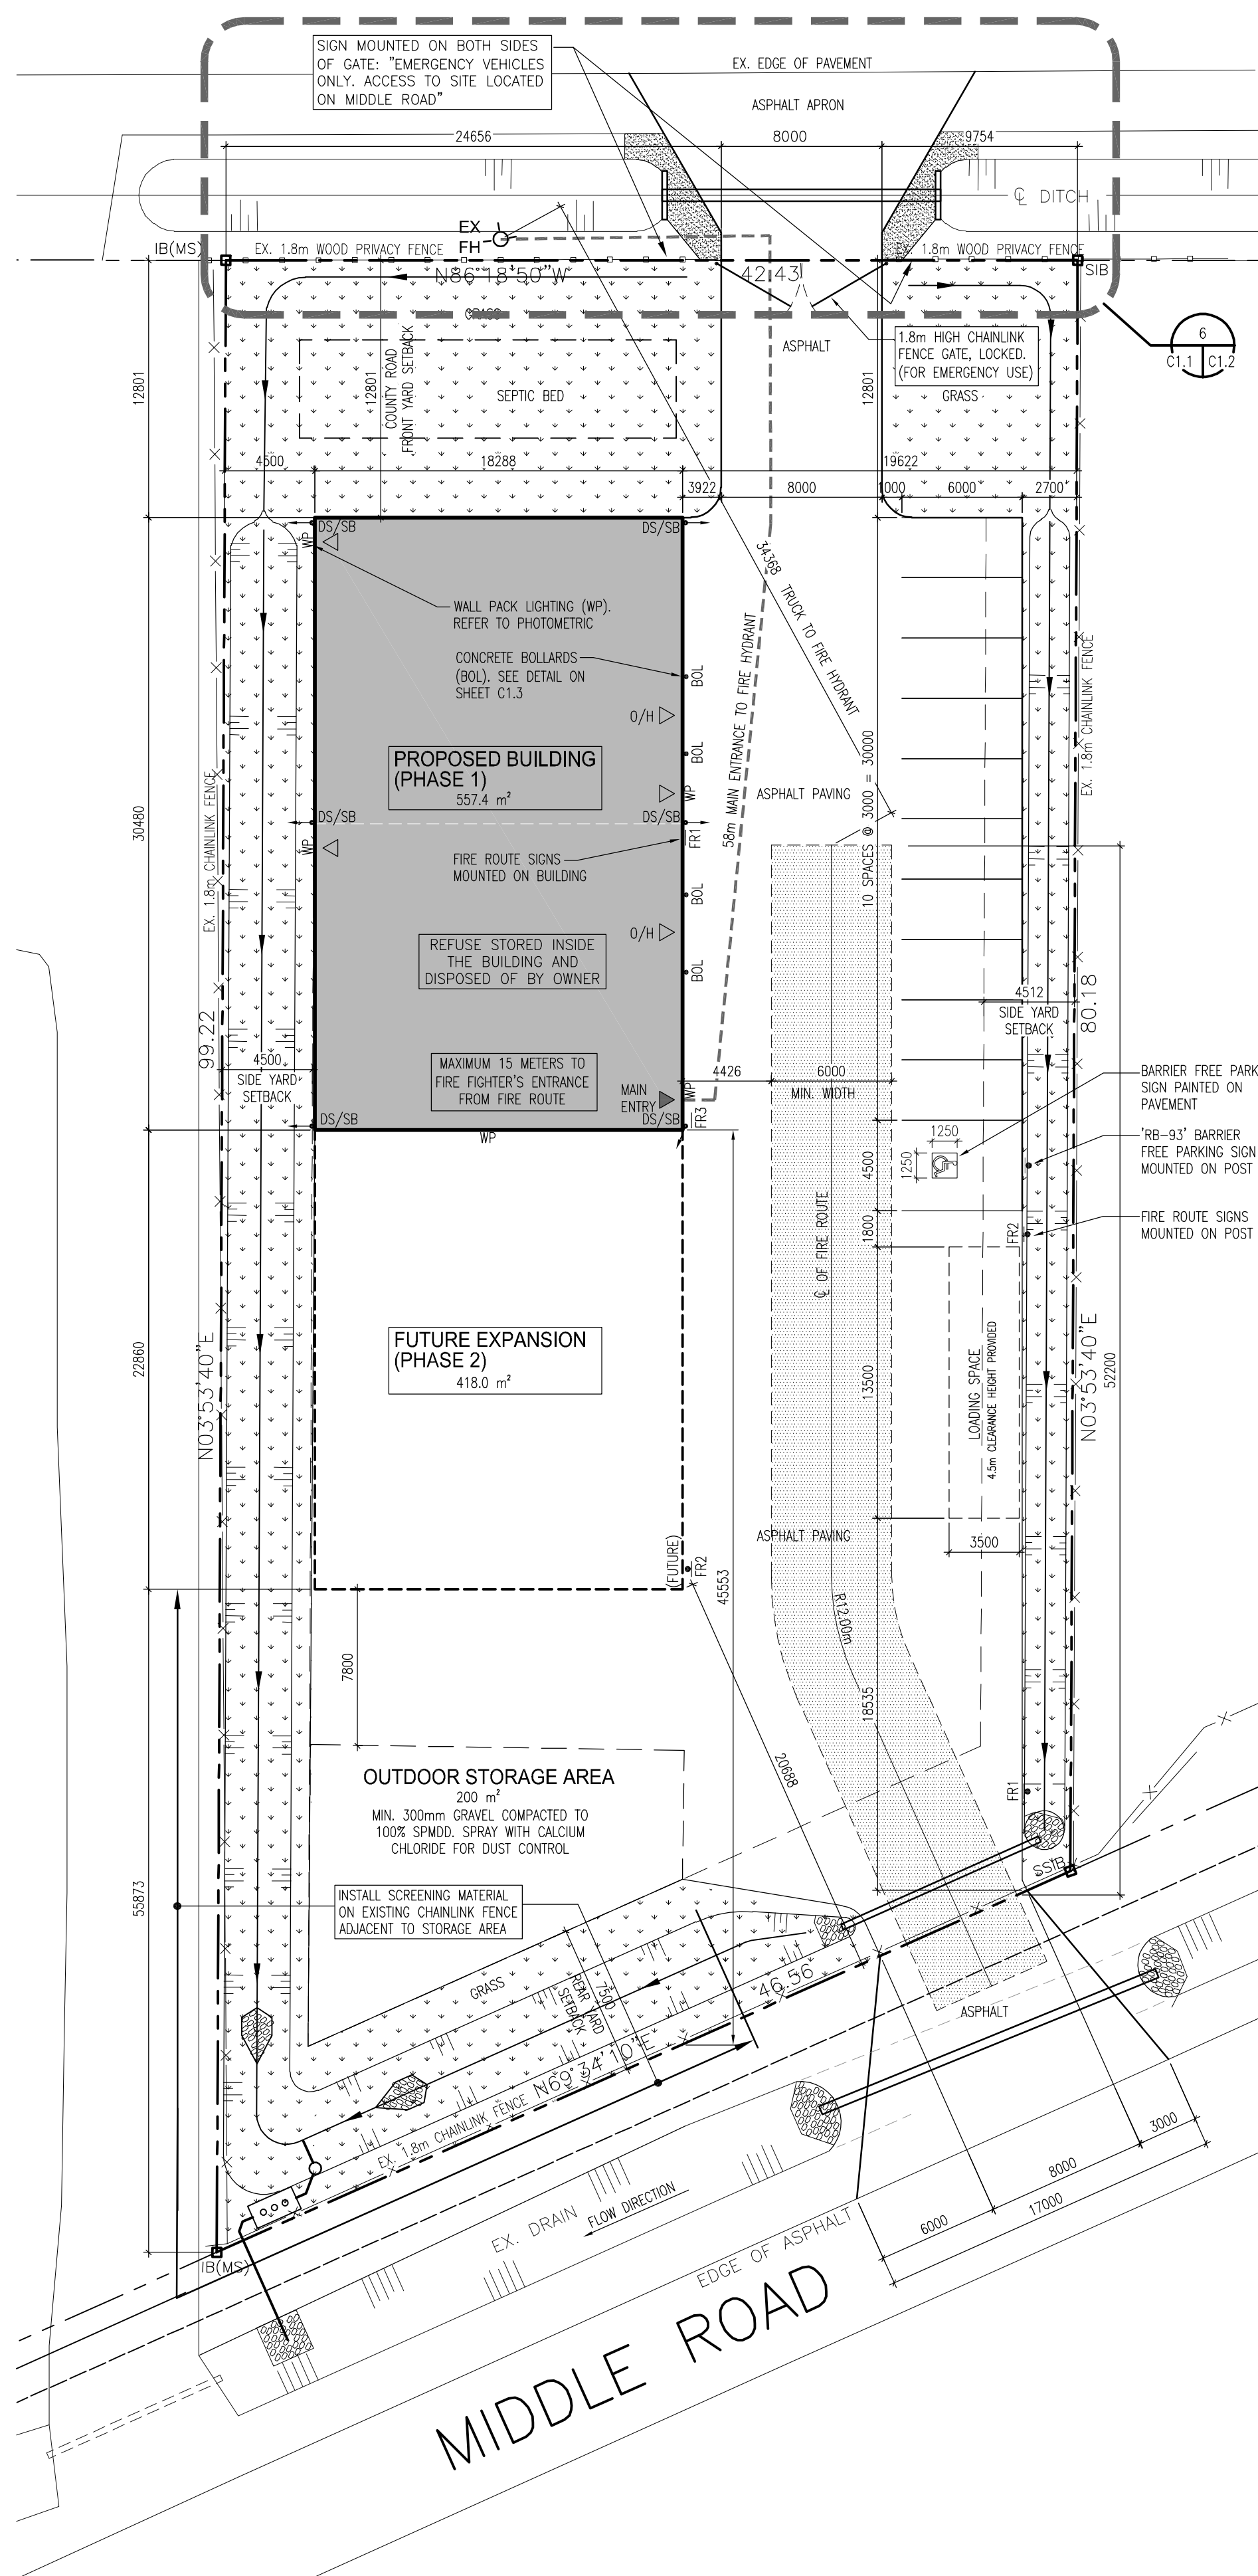 SIGN MOUNTED ON BOTH SIDES
OF GATE: "EMERGENCY VEHICLES
ONLY. ACCESS TO SITE LOCATED
ON MIDDLE ROAD"
EX. EDGE OF PAVEMENT
ASPHALT APRON
24656
8000
9754
℄ DITCH
EX
FH
IB(MS)
EX. 1.8m WOOD PRIVACY FENCE
EX. 1.8m WOOD PRIVACY FENCE
N86°18'50"W
42.43
SIB
GRASS
ASPHALT
1.8m HIGH CHAINLINK
FENCE GATE, LOCKED.
(FOR EMERGENCY USE)
GRASS
6
C1.1
C1.2
12801
12801
COUNTY ROAD
FRONT YARD SETBACK
SEPTIC BED
12801
4500
18288
19622
3922
8000
1000
6000
2700
DS/SB
DS/SB
WP
WALL PACK LIGHTING (WP).
REFER TO PHOTOMETRIC
CONCRETE BOLLARDS
(BOL). SEE DETAIL ON
SHEET C1.3
BOL
O/H
BOL
34368 TRUCK TO FIRE HYDRANT
58m MAIN ENTRANCE TO FIRE HYDRANT
EX. 1.8m CHAINLINK FENCE
PROPOSED BUILDING
(PHASE 1)
557.4 m²
WP
ASPHALT PAVING
10 SPACES @ 3000 = 30000
30480
EX. 1.8m CHAINLINK FENCE
DS/SB
DS/SB
WP
FR1
FIRE ROUTE SIGNS
MOUNTED ON BUILDING
BOL
O/H
BOL
REFUSE STORED INSIDE
THE BUILDING AND
DISPOSED OF BY OWNER
99.22
80.18
4512
SIDE YARD
SETBACK
4500
SIDE YARD
SETBACK
MAXIMUM 15 METERS TO
FIRE FIGHTER'S ENTRANCE
FROM FIRE ROUTE
MAIN
ENTRY
WP
4426
6000
MIN. WIDTH
DS/SB
DS/SB
FR3
WP
BARRIER FREE PARK
SIGN PAINTED ON
PAVEMENT
1250
1250
4500
'RB-93' BARRIER
FREE PARKING SIGN
MOUNTED ON POST
1800
FR2
FIRE ROUTE SIGNS
MOUNTED ON POST
℄ OF FIRE ROUTE
22860
FUTURE EXPANSION
(PHASE 2)
418.0 m²
N03°53'40"E
13500
LOADING SPACE
4.5m CLEARANCE HEIGHT PROVIDED
N03°53'40"E
52200
3500
ASPHALT PAVING
(FUTURE)
FR2
45553
R12.00m
7800
18535
20688
FR1
OUTDOOR STORAGE AREA
200 m²
MIN. 300mm GRAVEL COMPACTED TO
100% SPMDD. SPRAY WITH CALCIUM
CHLORIDE FOR DUST CONTROL
55873
INSTALL SCREENING MATERIAL
ON EXISTING CHAINLINK FENCE
ADJACENT TO STORAGE AREA
SSIB
GRASS
7500
REAR YARD
SETBACK
46.56
ASPHALT
N69°34'10"E
EX. 1.8m CHAINLINK FENCE
3000
8000
6000
17000
FLOW DIRECTION
EX. DRAIN
EDGE OF ASPHALT
IB(MS)
MIDDLE ROAD